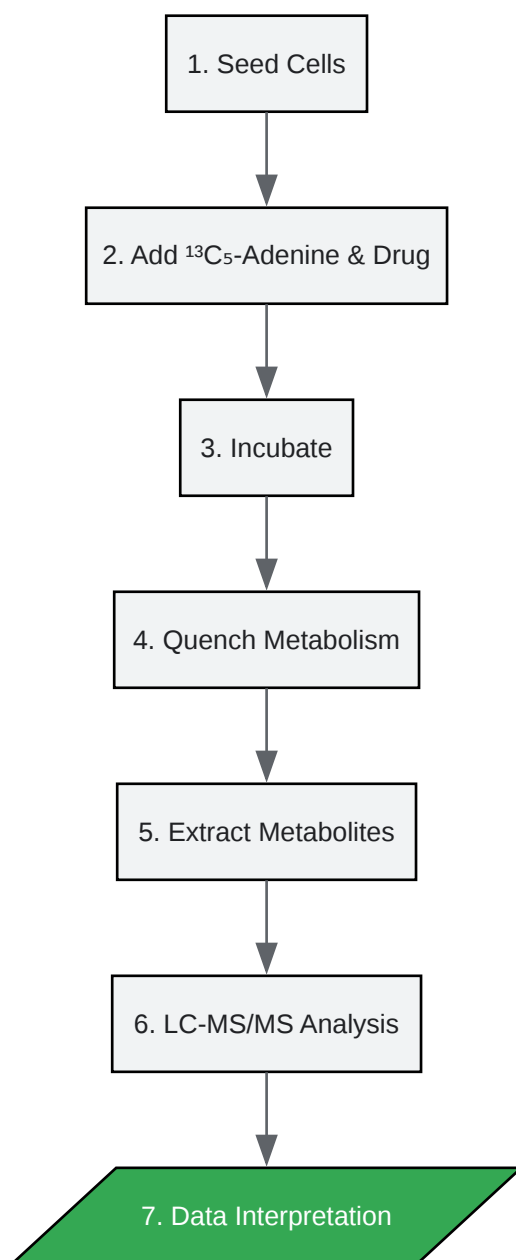 1. Seed Cells
2. Add ¹³C₅-Adenine & Drug
3. Incubate
4. Quench Metabolism
5. Extract Metabolites
6. LC-MS/MS Analysis
7. Data Interpretation